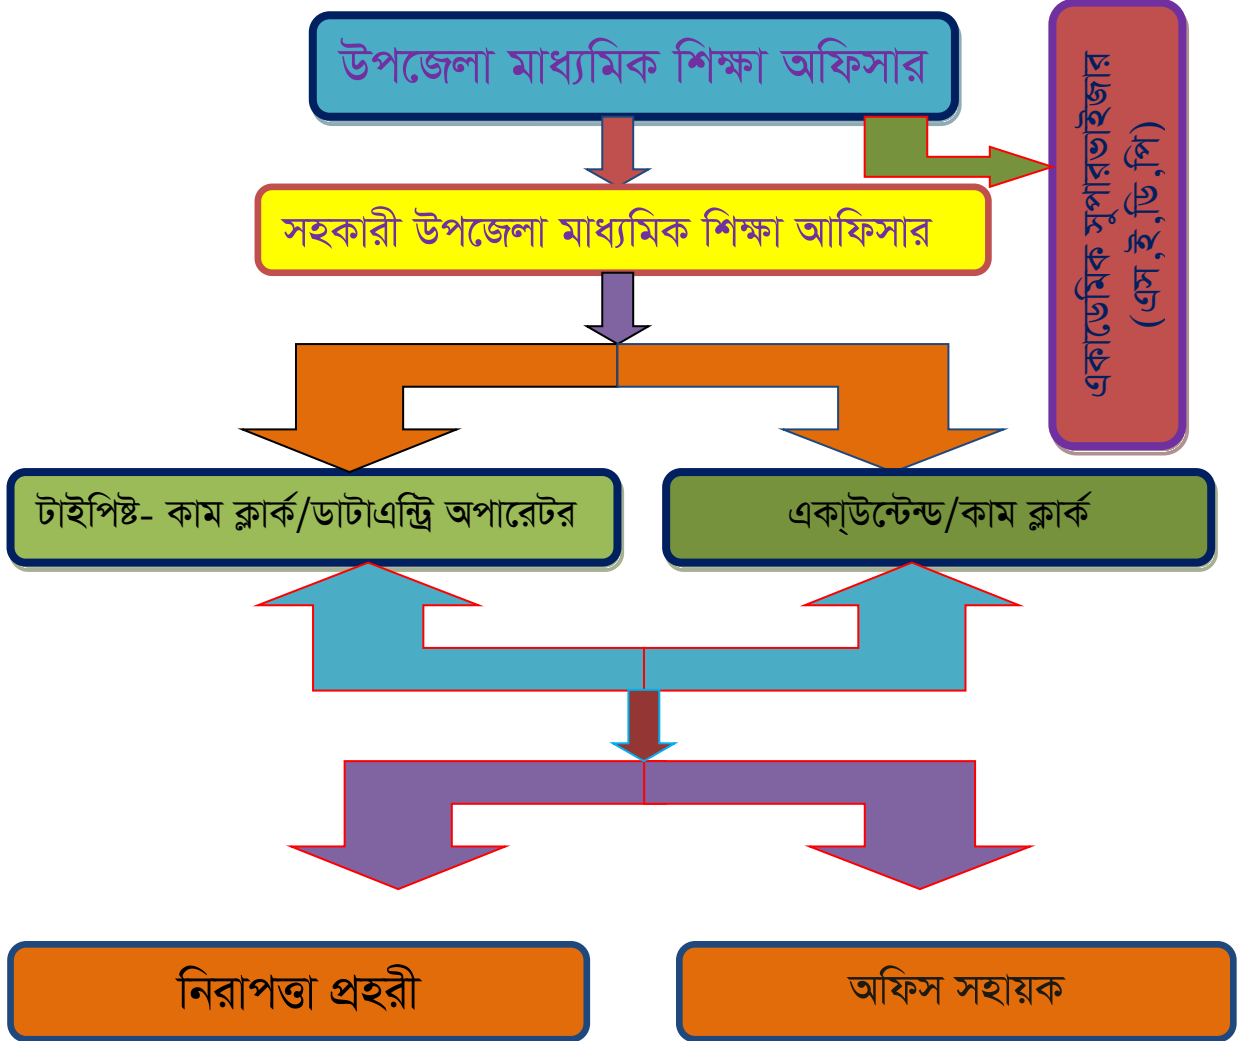 উপজেলা মাধ্যমিক শিক্ষা অফিসার
একাডেমিক সুপারভাইজার
(এস,ই,ডি,পি)
সহকারী উপজেলা মাধ্যমিক শিক্ষা আফিসার
টাইপিষ্ট- কাম ক্লার্ক/ডাটাএন্ট্রি অপারেটর
একা্উন্টেন্ড/কাম ক্লার্ক
নিরাপত্তা প্রহরী
অফিস সহায়ক